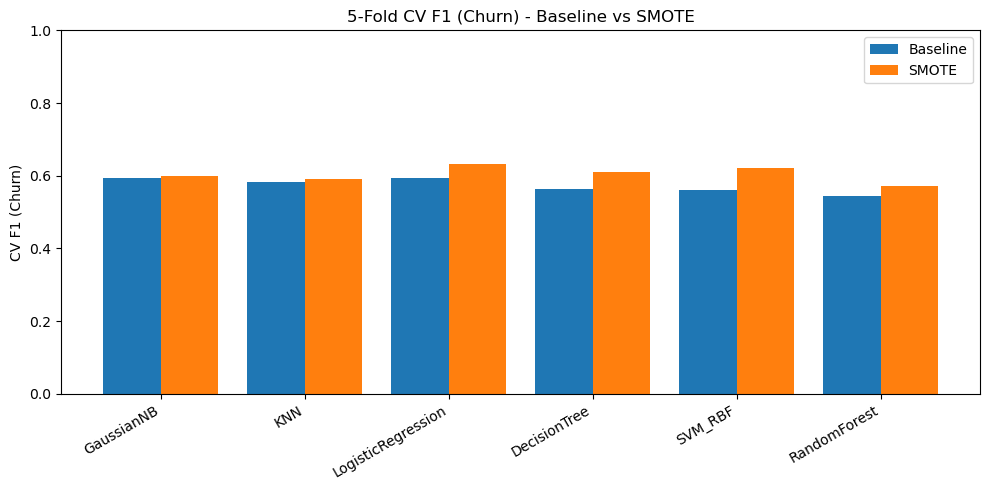 5-Fold CV F1 (Churn) - Baseline vs SMOTE
Baseline
SMOTE
CV F1 (Churn)
1.0
0.8
0.6
0.4
0.2
0.0
GaussianNB
KNN
LogisticRegression
DecisionTree
SVM_RBF
RandomForest